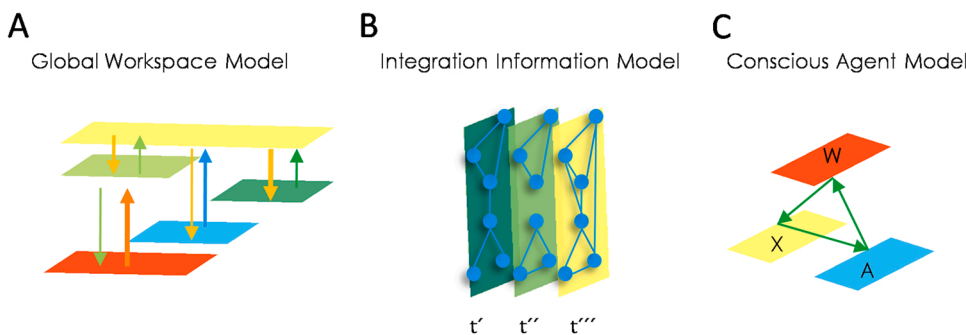 A
Global Workspace Model
B
Integration Information Model
t′ t″ t‴
C
Conscious Agent Model
W
X
A